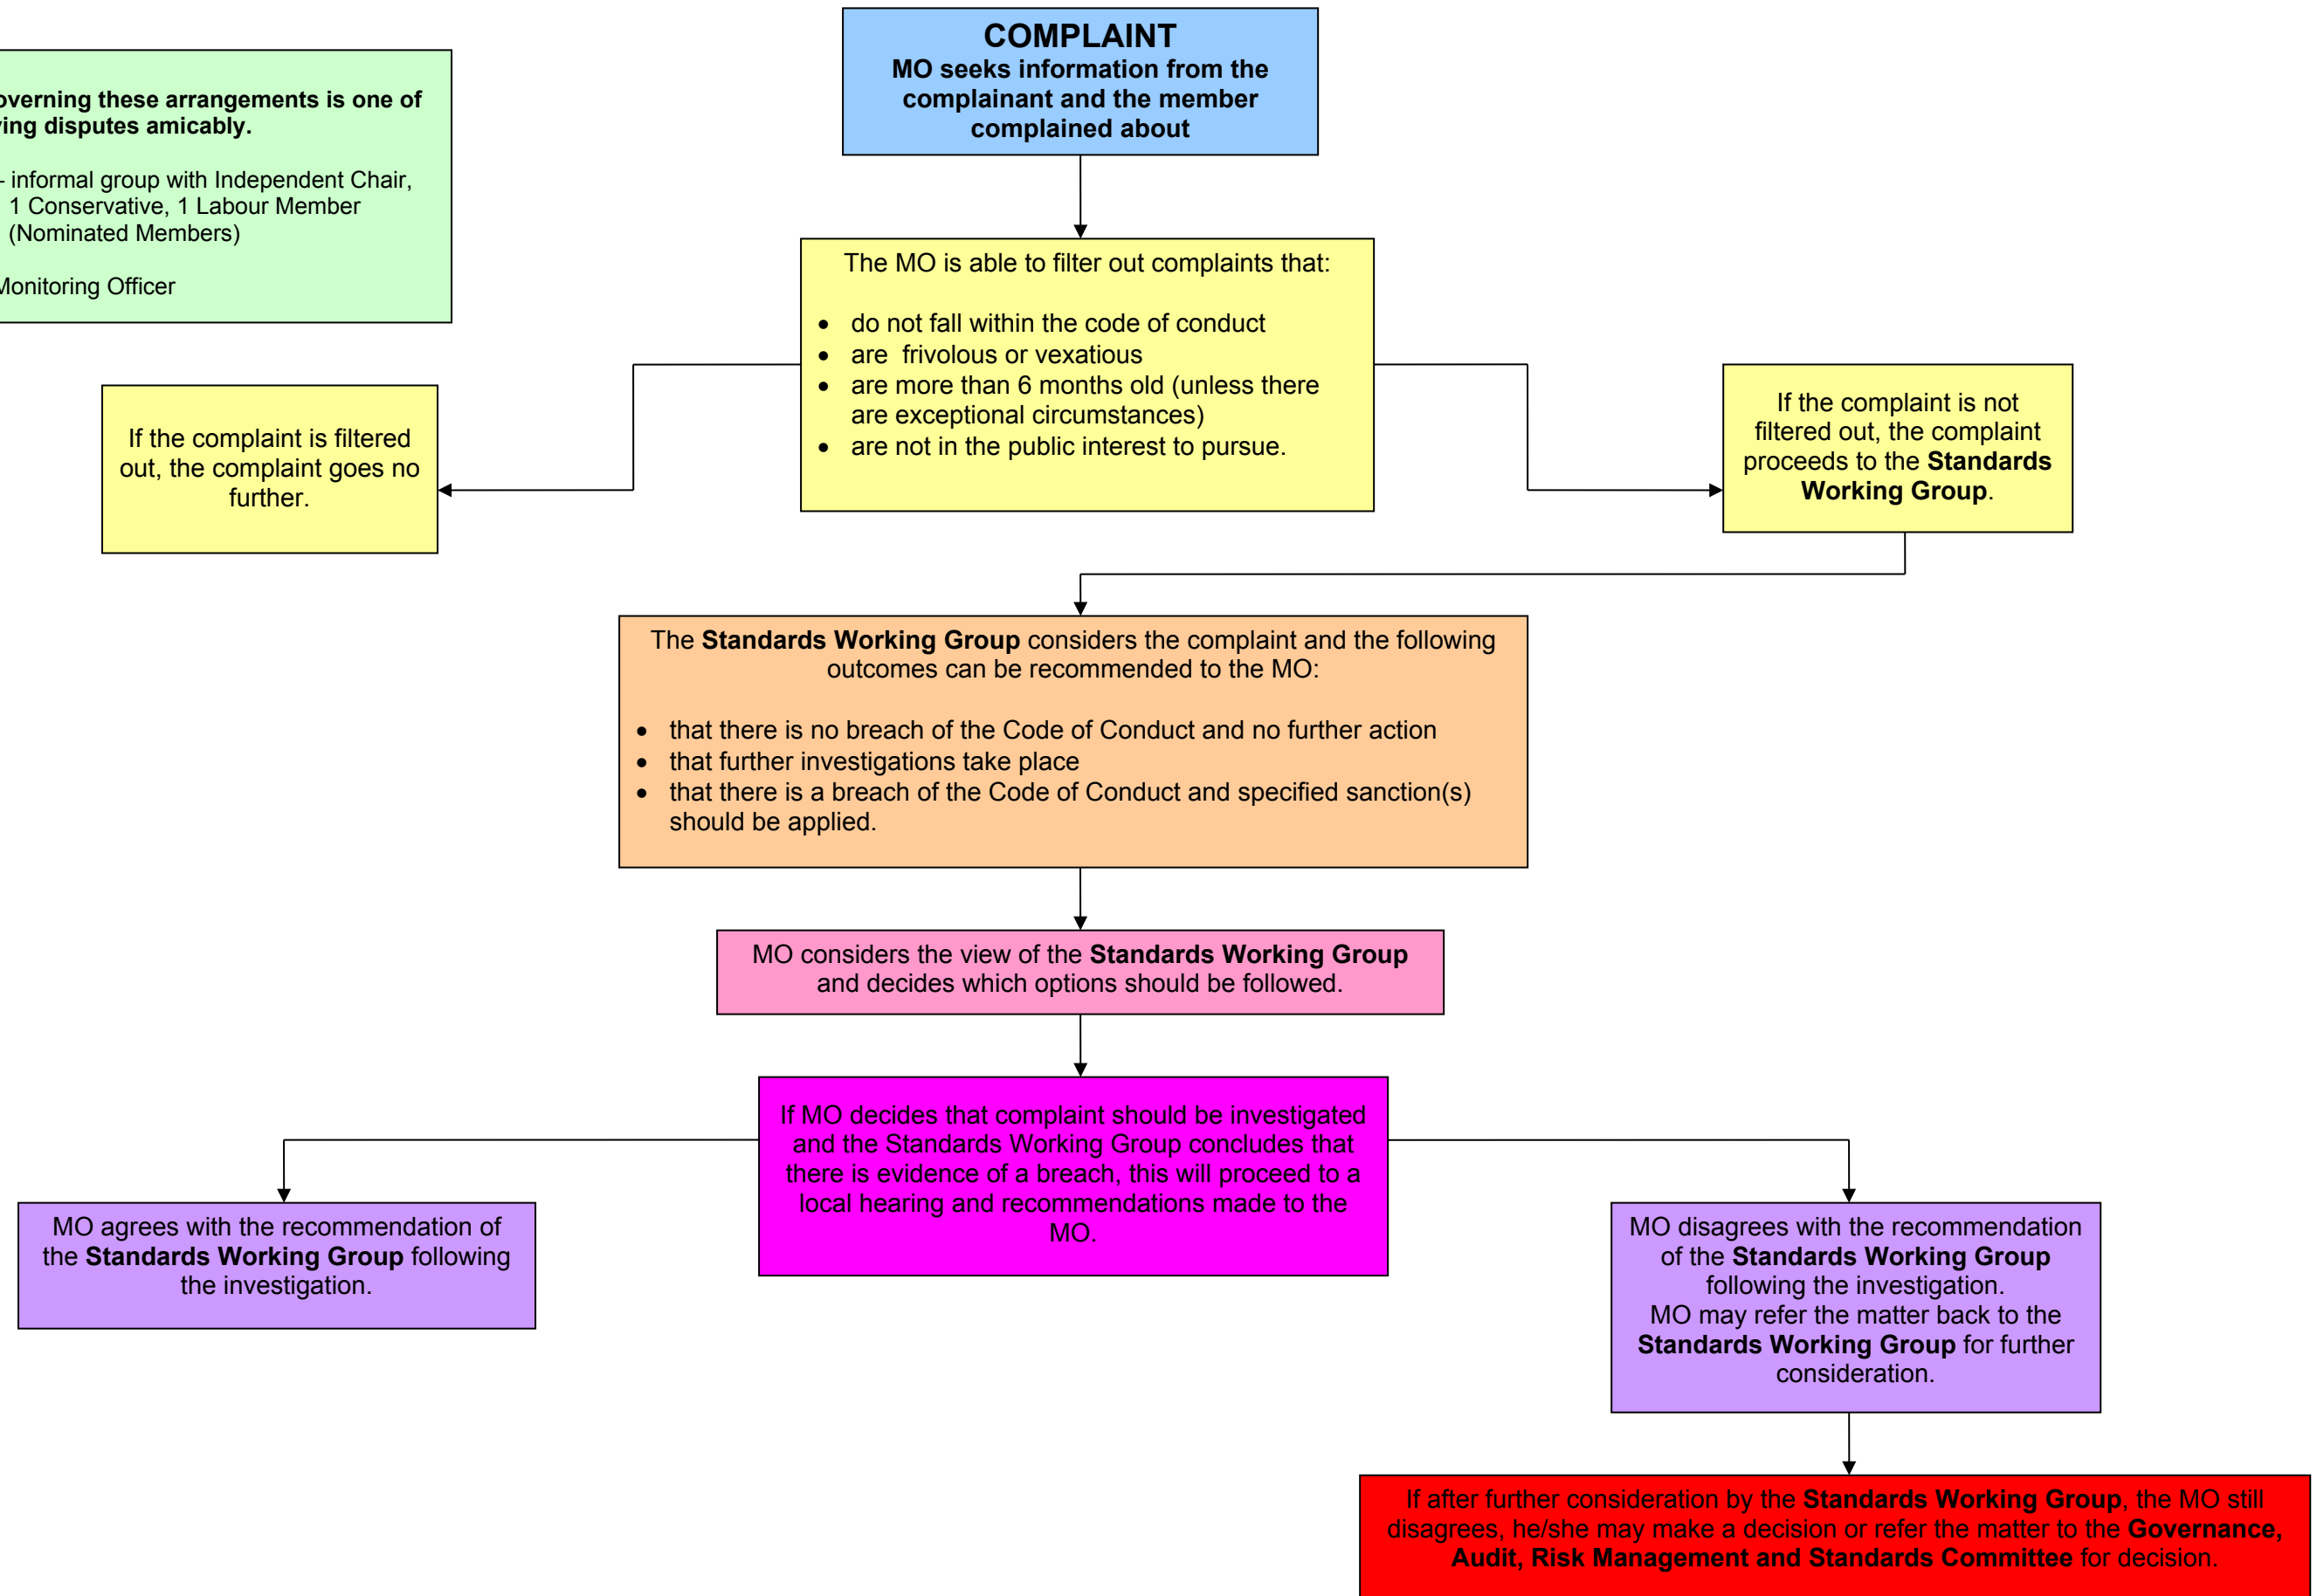 COMPLAINT
MO seeks information from the
complainant and the member
complained about
overning these arrangements is one of
ving disputes amicably.
- informal group with Independent Chair,
1 Conservative, 1 Labour Member
(Nominated Members)
Monitoring Officer
The MO is able to filter out complaints that:
• do not fall within the code of conduct
• are  frivolous or vexatious
• are more than 6 months old (unless there
are exceptional circumstances)
• are not in the public interest to pursue.
If the complaint is filtered
out, the complaint goes no
further.
If the complaint is not
filtered out, the complaint
proceeds to the Standards
Working Group.
The Standards Working Group considers the complaint and the following
outcomes can be recommended to the MO:
• that there is no breach of the Code of Conduct and no further action
• that further investigations take place
• that there is a breach of the Code of Conduct and specified sanction(s)
should be applied.
MO considers the view of the Standards Working Group
and decides which options should be followed.
If MO decides that complaint should be investigated
and the Standards Working Group concludes that
there is evidence of a breach, this will proceed to a
local hearing and recommendations made to the
MO.
MO agrees with the recommendation of
the Standards Working Group following
the investigation.
MO disagrees with the recommendation
of the Standards Working Group
following the investigation.
MO may refer the matter back to the
Standards Working Group for further
consideration.
If after further consideration by the Standards Working Group, the MO still
disagrees, he/she may make a decision or refer the matter to the Governance,
Audit, Risk Management and Standards Committee for decision.